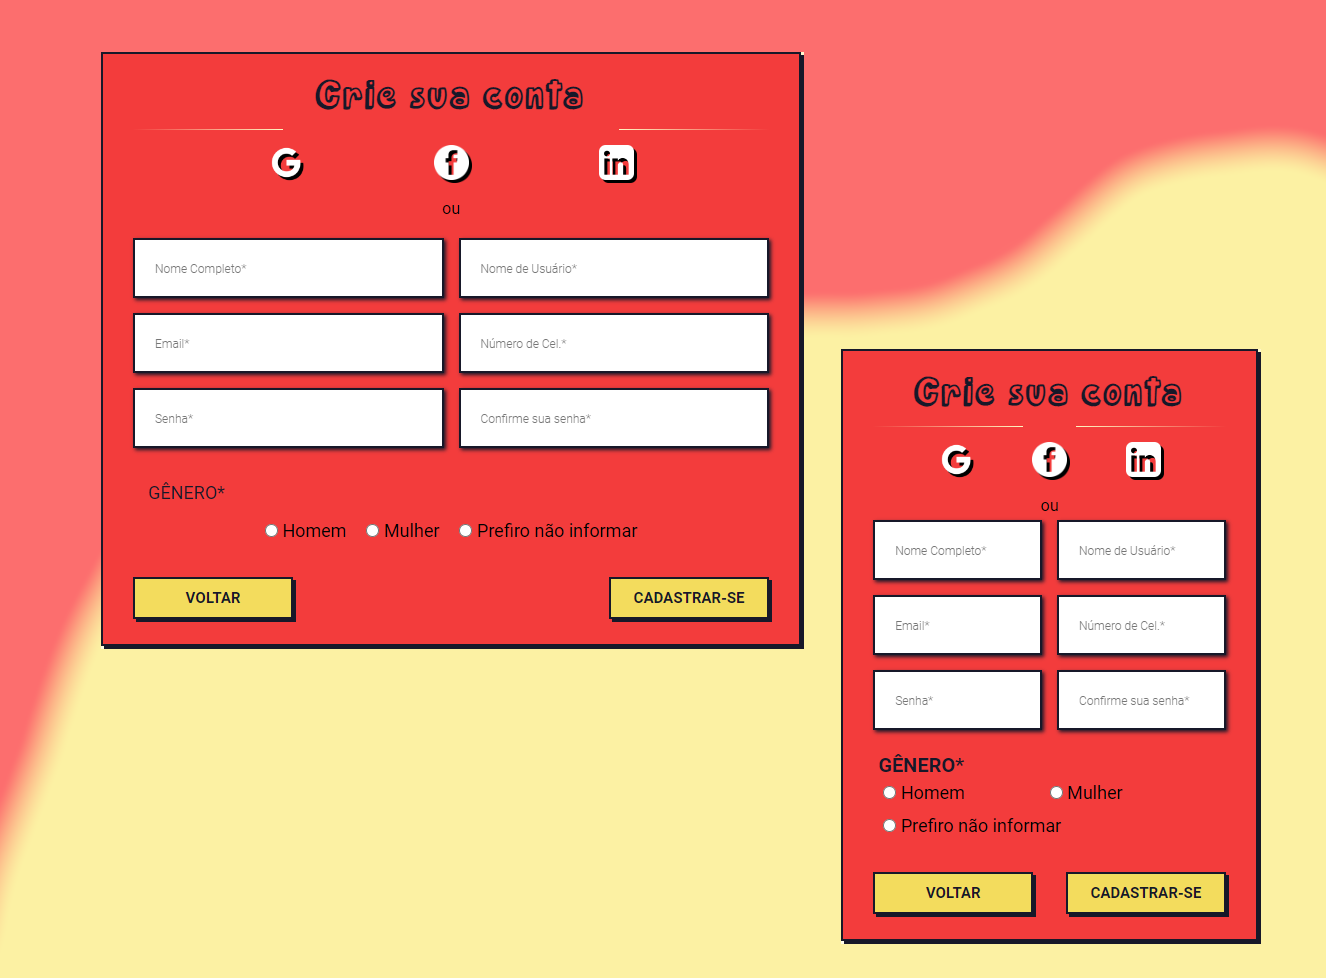 Crie sua conta
G f in
ou
Nome Completo* Nome de Usuário*
Email* Número de Cel.*
Senha* Confirme sua senha*
GÊNERO*
Homem Mulher Prefiro não informar
VOLTAR CADASTRAR-SE
Crie sua conta
G f in
ou
Nome Completo* Nome de Usuário*
Email* Número de Cel.*
Senha* Confirme sua senha*
GÊNERO*
Homem Mulher
Prefiro não informar
VOLTAR CADASTRAR-SE